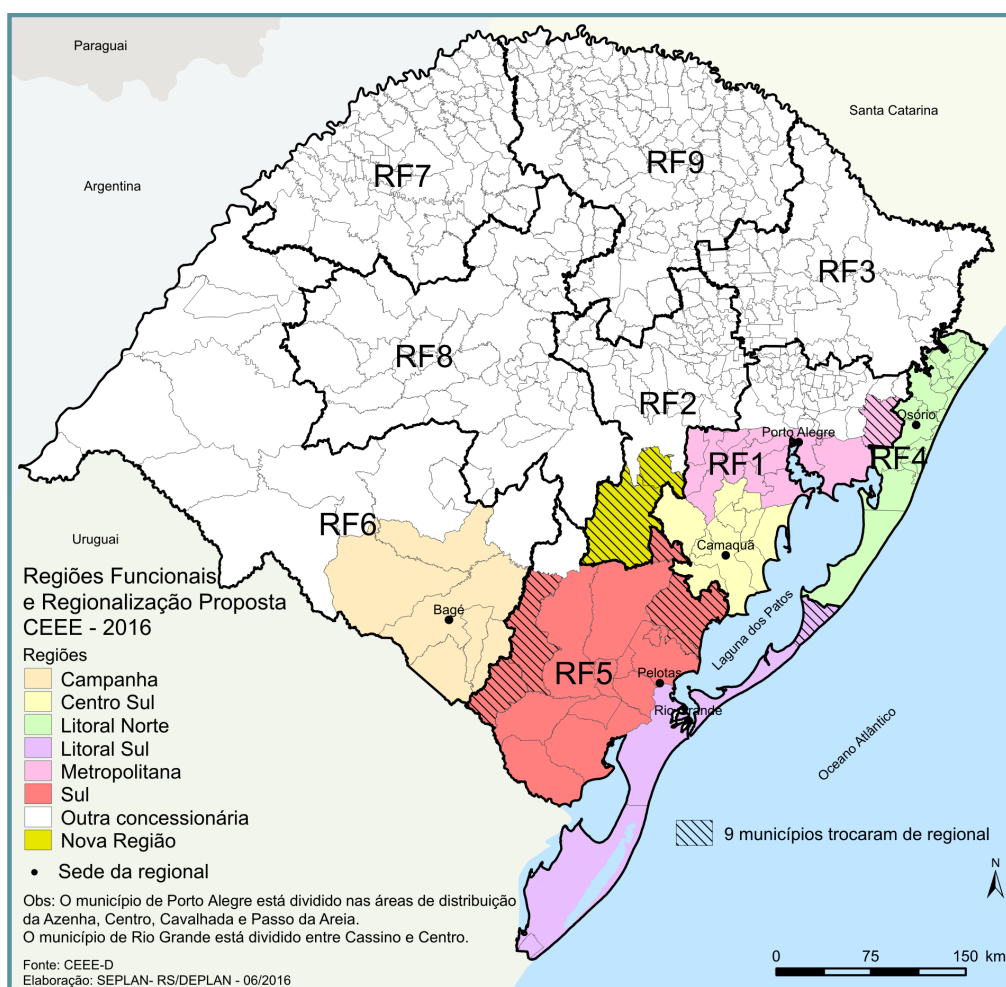 Paraguai
Santa Catarina
Argentina
RF7
RF9
RF3
RF8
RF2
Osório
Porto Alegre
RF4
RF1
RF6
Uruguai
Camaquã
Regiões Funcionais
e Regionalização Proposta
CEEE - 2016
Bagé
Laguna dos Patos
RF5
Pelotas
Rio Grande
Oceano Atlântico
Regiões
Campanha
Centro Sul
Litoral Norte
Litoral Sul
Metropolitana
Sul
Outra concessionária
Nova Região
Sede da regional
9 municípios trocaram de regional
Obs: O município de Porto Alegre está dividido nas áreas de distribuição
da Azenha, Centro, Cavalhada e Passo da Areia.
O município de Rio Grande está dividido entre Cassino e Centro.
Fonte: CEEE-D
Elaboração: SEPLAN- RS/DEPLAN - 06/2016
N
0 75 150 km